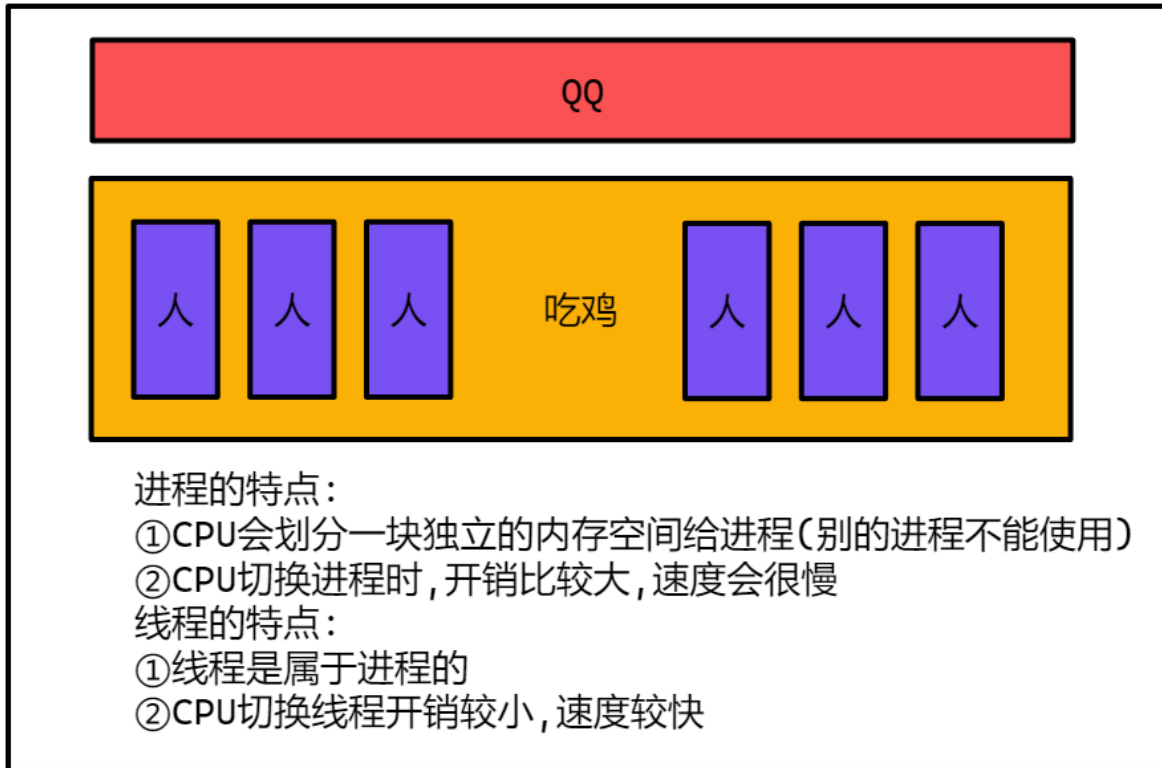 QQ
人 人 人 吃鸡 人 人 人
进程的特点:
①CPU会划分一块独立的内存空间给进程(别的进程不能使用)
②CPU切换进程时,开销比较大,速度会很慢
线程的特点:
①线程是属于进程的
②CPU切换线程开销较小,速度较快